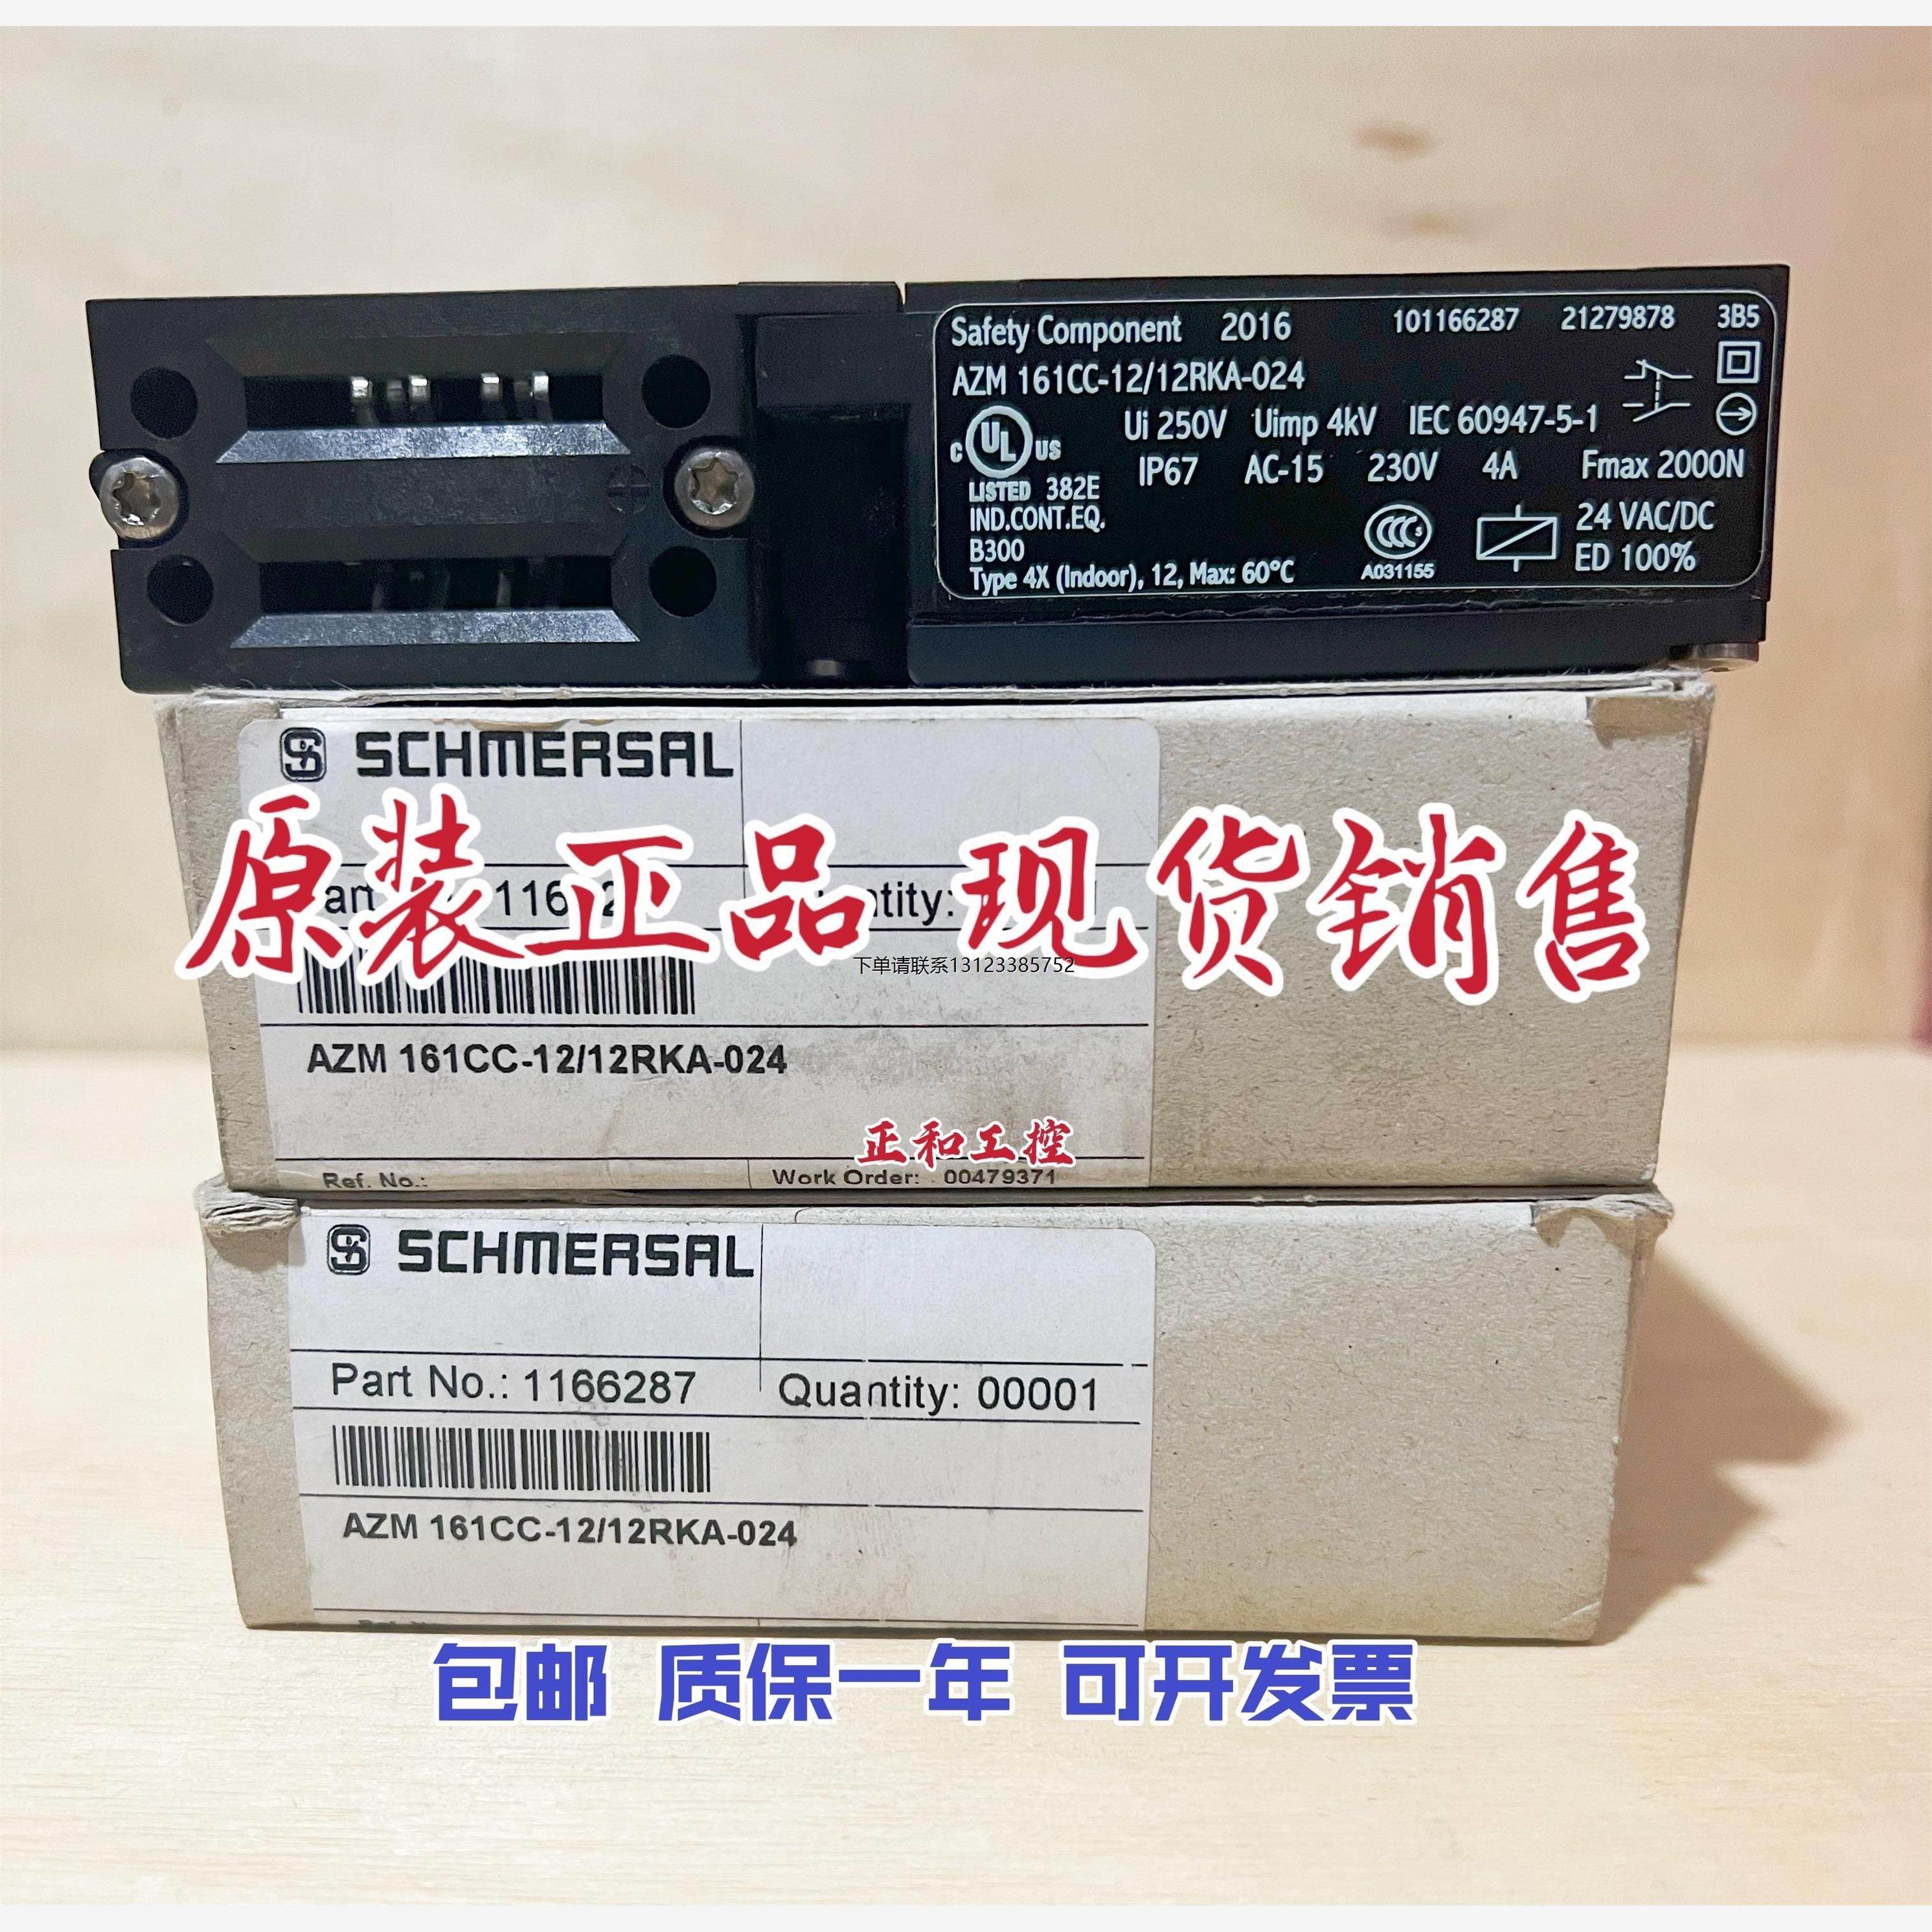 Safety Component 2016 101166287 21279878 3B5
AZM 161CC-12/12RKA-024
Ui 250V Uimp 4kV IEC 60947-5-1
C UL US IP67 AC-15 230V 4A Fmax 2000N
LISTED 382E
IND.CONT.EQ.
B300
Type 4X (Indoor), 12, Max: 60°C
CCC S
A031155
24 VAC/DC
ED 100%
SCHMERSAL
原装正品 现货销售
下单请联系13123385752
AZM 161CC-12/12RKA-024
正和工控
Ref. No.: Work Order: 00479371
SCHMERSAL
Part No.: 1166287 Quantity: 00001
AZM 161CC-12/12RKA-024
包邮 质保一年 可开发票